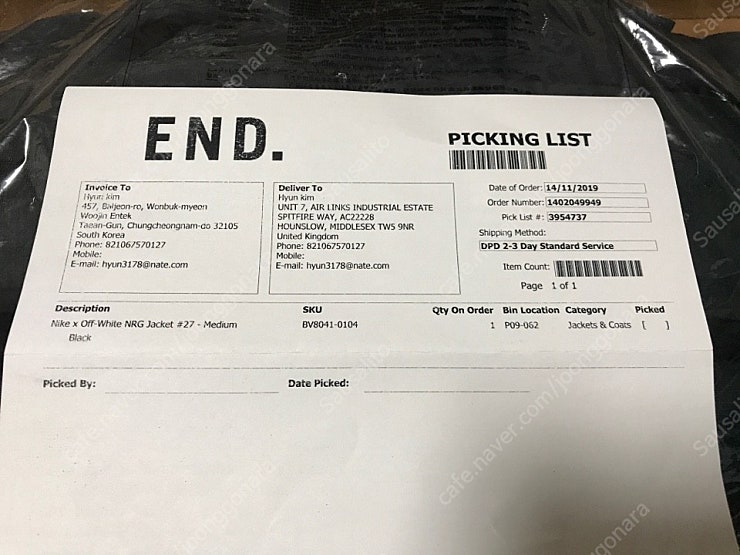 END.
PICKING LIST
Invoice To
Hyun kim
457, Baljeon-ro, Wonbuk-myeon
Woojin Entek
Taean-Gun, Chungcheongnam-do 32105
South Korea
Phone: 821067570127
Mobile:
E-mail: hyun3178@nate.com
Deliver To
Hyun kim
UNIT 7, AIR LINKS INDUSTRIAL ESTATE
SPITFIRE WAY, AC22228
HOUNSLOW, MIDDLESEX TW5 9NR
United Kingdom
Phone: 821067570127
Mobile:
E-mail: hyun3178@nate.com
Date of Order: 14/11/2019
Order Number: 1402049949
Pick List #: 3954737
Shipping Method:
DPD 2-3 Day Standard Service
Item Count:
Page 1 of 1
Description SKU Qty On Order Bin Location Category Picked
Nike x Off-White NRG Jacket #27 - Medium BV8041-0104 1 P09-062 Jackets & Coats [ ]
Black
Picked By: Date Picked:
cafe.naver.com/joonggonara
Sausalito